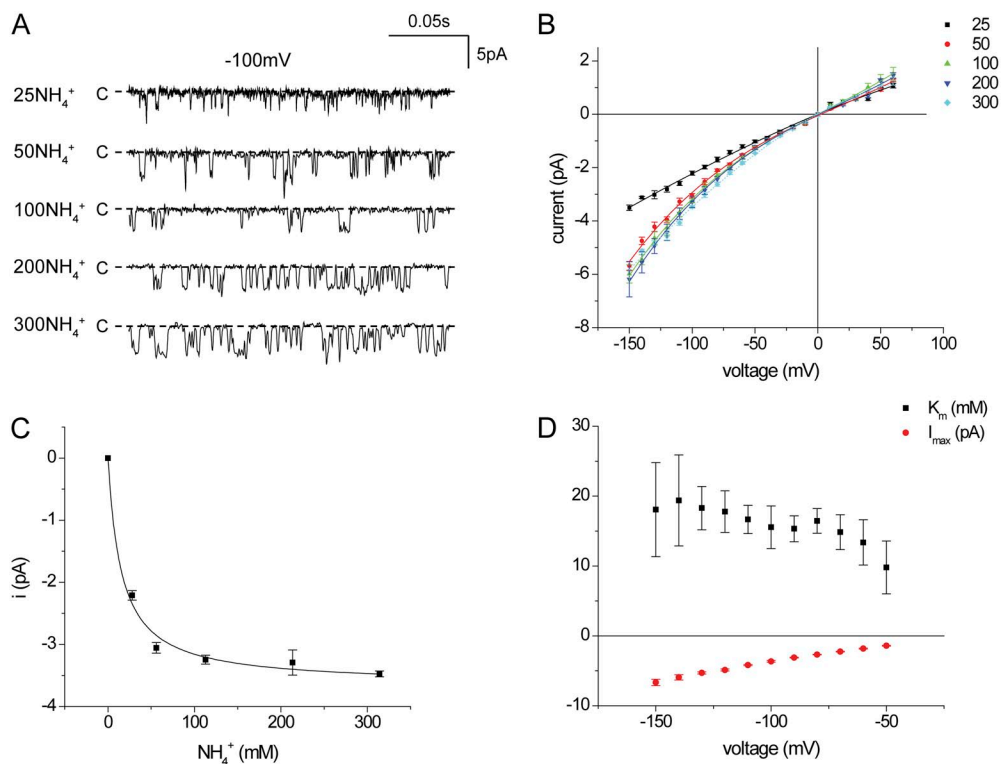 A
0.05s
5pA
-100mV
25NH₄⁺ C
50NH₄⁺ C
100NH₄⁺ C
200NH₄⁺ C
300NH₄⁺ C
B
25
50
100
200
300
2
0
-2
-4
-6
-8
current (pA)
-150 -100 -50 0 50 100
voltage (mV)
C
0
-1
-2
-3
-4
i (pA)
0 100 200 300
NH₄⁺ (mM)
D
Kₘ (mM)
Iₘₐₓ (pA)
30
20
10
0
-10
-150 -100 -50
voltage (mV)